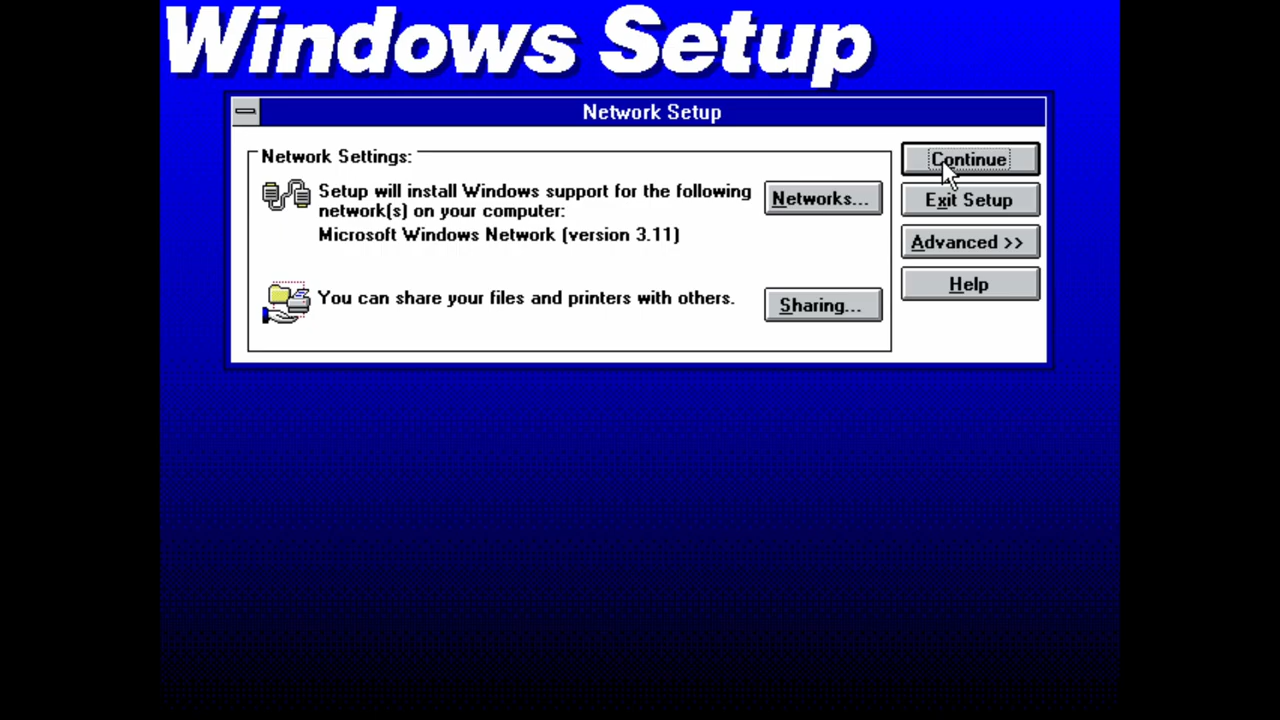 Windows Setup
Network Setup
Network Settings:
Setup will install Windows support for the following
network(s) on your computer:
Microsoft Windows Network (version 3.11)
Networks...
You can share your files and printers with others.
Sharing...
Continue
Exit Setup
Advanced >>
Help